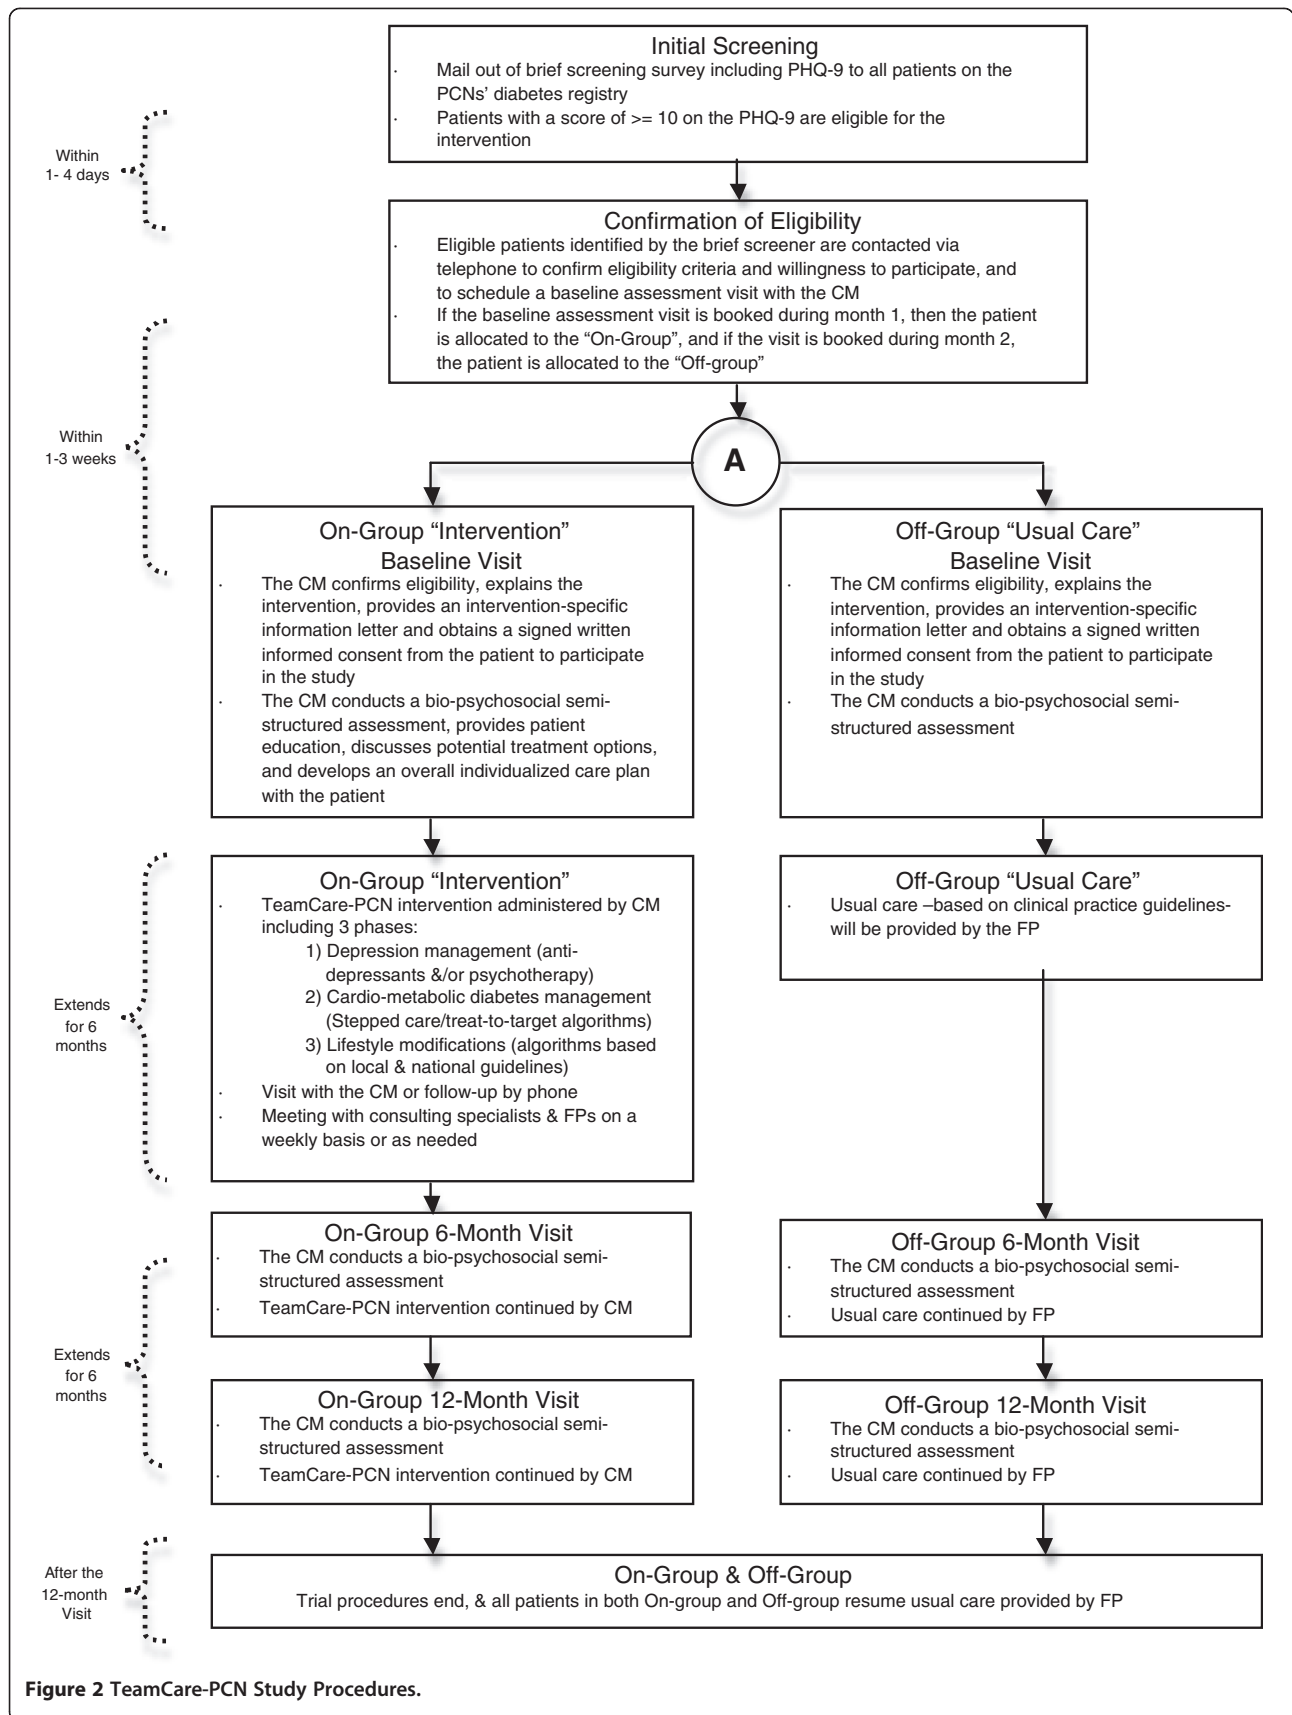 Initial Screening
· Mail out of brief screening survey including PHQ-9 to all patients on the
PCNs’ diabetes registry
· Patients with a score of >= 10 on the PHQ-9 are eligible for the
intervention
Within
1- 4 days
Confirmation of Eligibility
· Eligible patients identified by the brief screener are contacted via
telephone to confirm eligibility criteria and willingness to participate, and
to schedule a baseline assessment visit with the CM
· If the baseline assessment visit is booked during month 1, then the patient
is allocated to the “On-Group”, and if the visit is booked during month 2,
the patient is allocated to the “Off-group”
Within
1-3 weeks
A
On-Group “Intervention”
Baseline Visit
· The CM confirms eligibility, explains the
intervention, provides an intervention-specific
information letter and obtains a signed written
informed consent from the patient to participate
in the study
· The CM conducts a bio-psychosocial semi-
structured assessment, provides patient
education, discusses potential treatment options,
and develops an overall individualized care plan
with the patient
Off-Group “Usual Care”
Baseline Visit
· The CM confirms eligibility, explains the
intervention, provides an intervention-specific
information letter and obtains a signed written
informed consent from the patient to participate
in the study
· The CM conducts a bio-psychosocial semi-
structured assessment
Extends
for 6
months
On-Group “Intervention”
· TeamCare-PCN intervention administered by CM
including 3 phases:
1) Depression management (anti-
depressants &/or psychotherapy)
2) Cardio-metabolic diabetes management
(Stepped care/treat-to-target algorithms)
3) Lifestyle modifications (algorithms based
on local & national guidelines)
· Visit with the CM or follow-up by phone
· Meeting with consulting specialists & FPs on a
weekly basis or as needed
Off-Group “Usual Care”
· Usual care –based on clinical practice guidelines-
will be provided by the FP
Extends
for 6
months
On-Group 6-Month Visit
· The CM conducts a bio-psychosocial semi-
structured assessment
· TeamCare-PCN intervention continued by CM
Off-Group 6-Month Visit
· The CM conducts a bio-psychosocial semi-
structured assessment
· Usual care continued by FP
On-Group 12-Month Visit
· The CM conducts a bio-psychosocial semi-
structured assessment
· TeamCare-PCN intervention continued by CM
Off-Group 12-Month Visit
· The CM conducts a bio-psychosocial semi-
structured assessment
· Usual care continued by FP
After the
12-month
Visit
On-Group & Off-Group
Trial procedures end, & all patients in both On-group and Off-group resume usual care provided by FP
Figure 2 TeamCare-PCN Study Procedures.